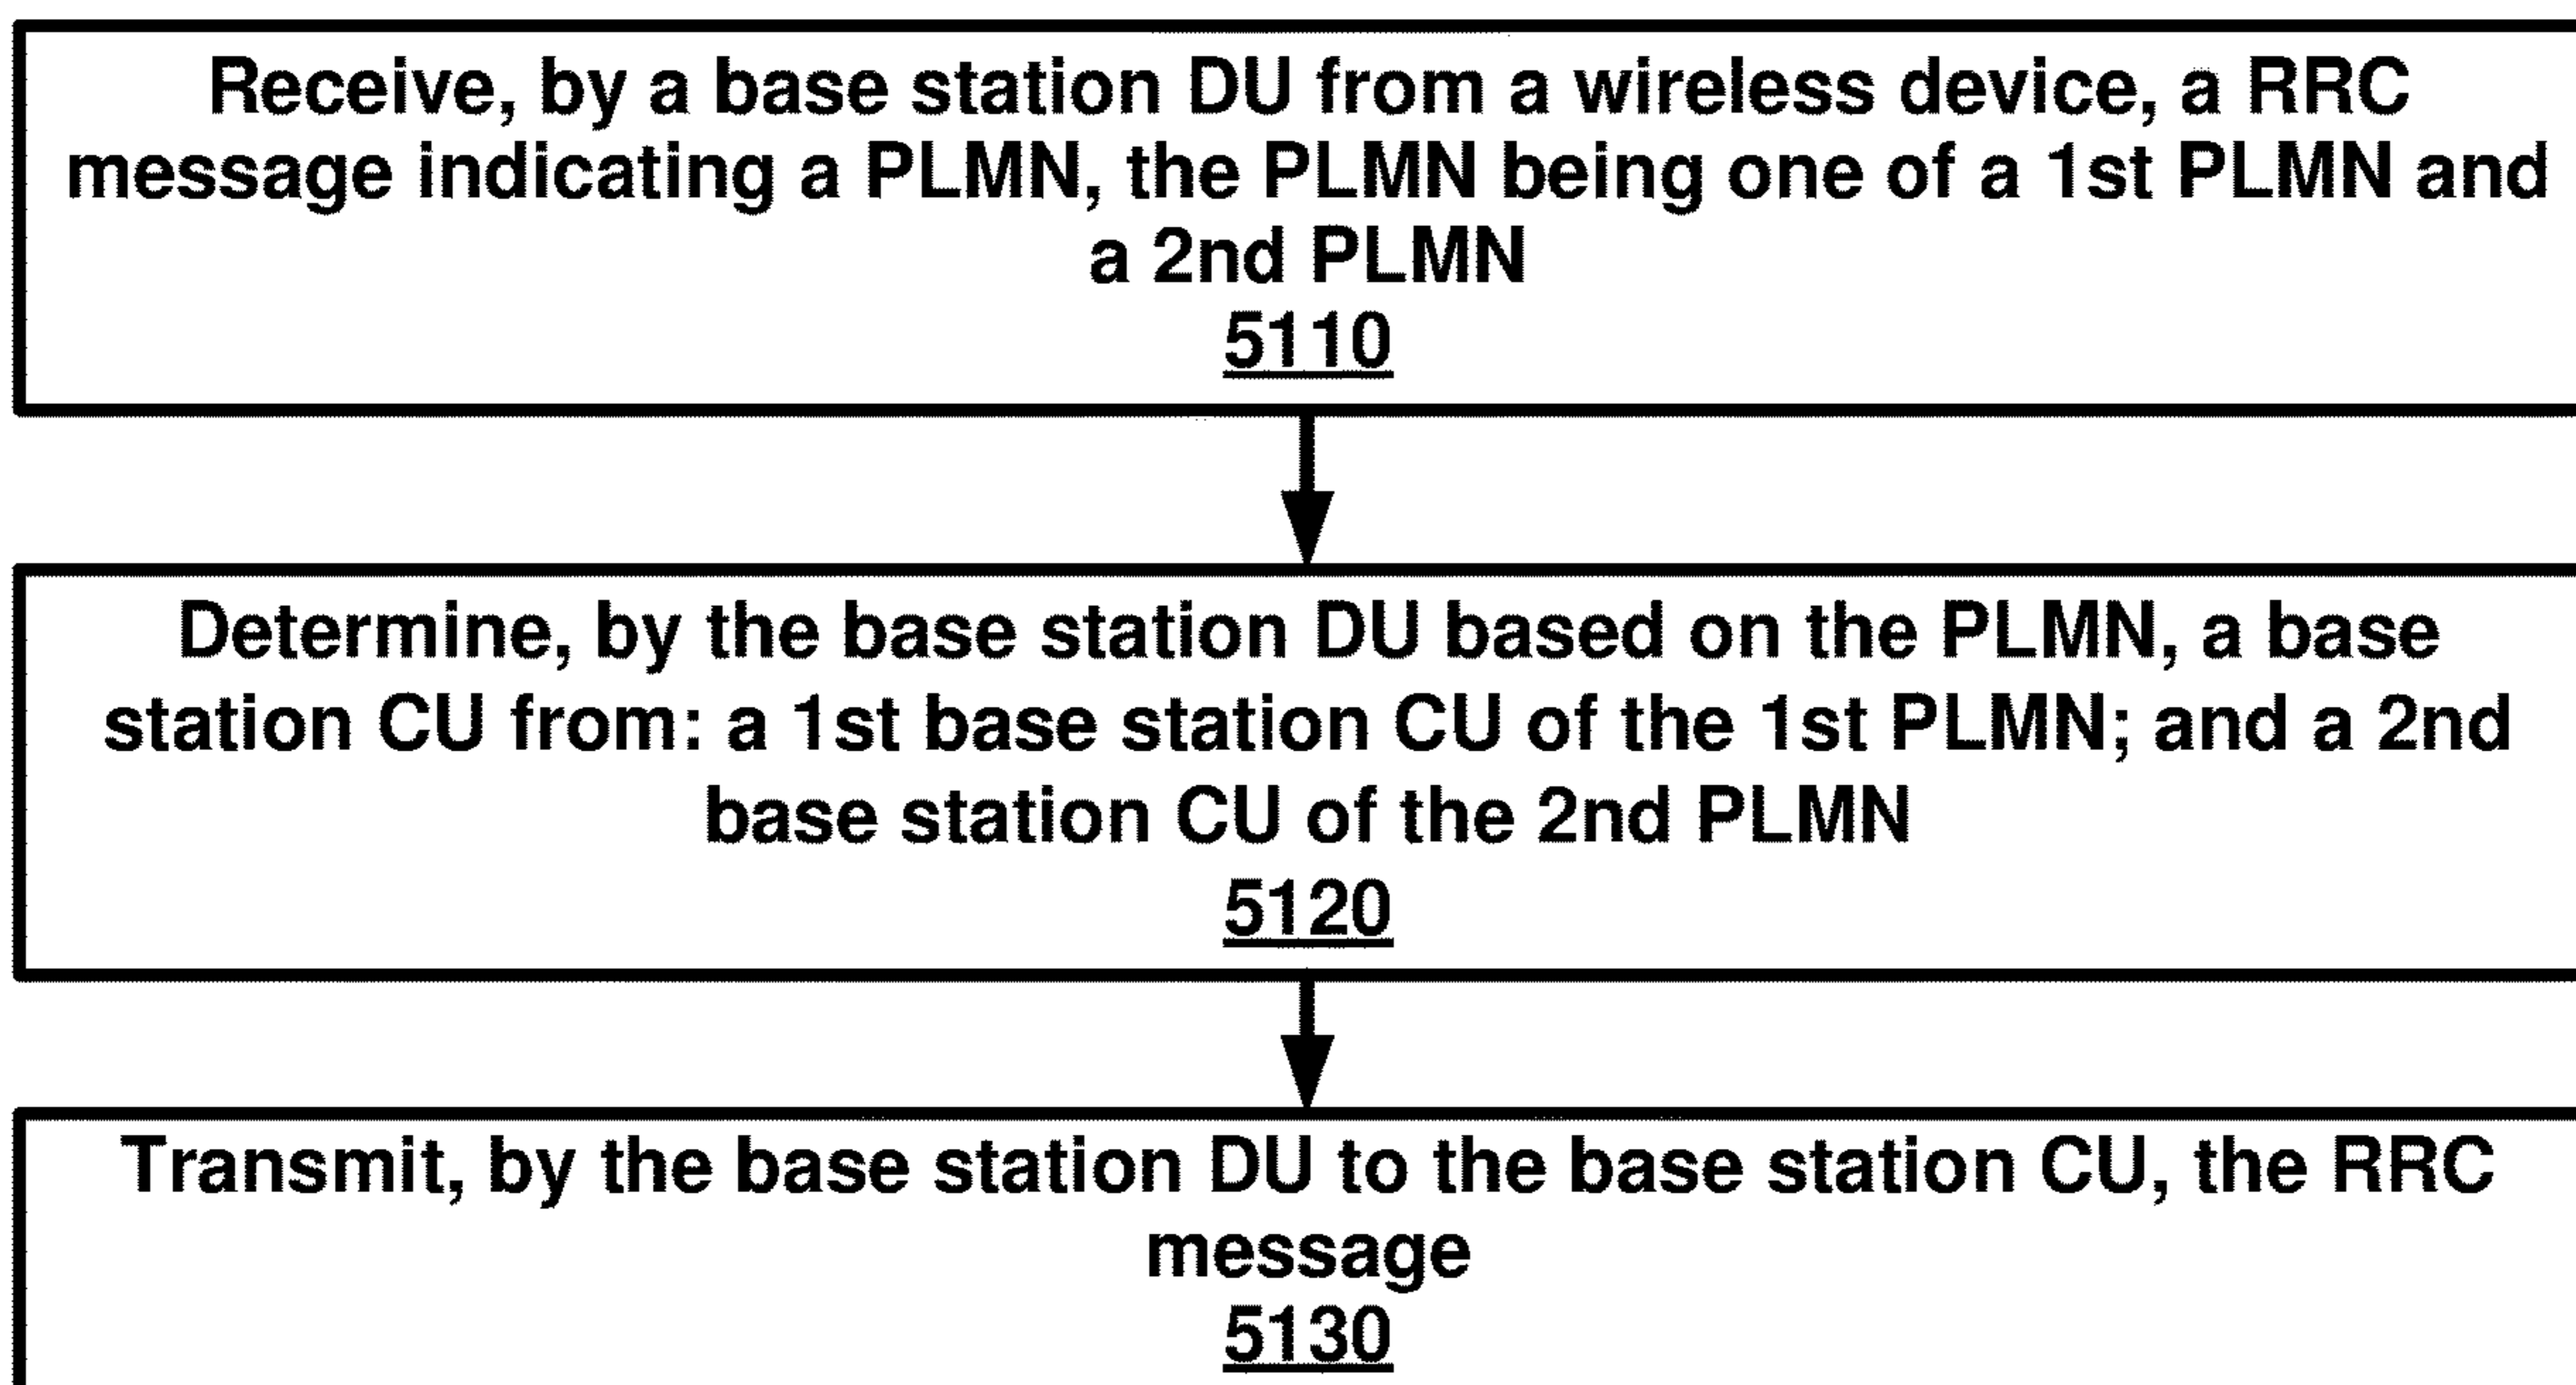 Receive, by a base station DU from a wireless device, a RRC
message indicating a PLMN, the PLMN being one of a 1st PLMN and
a 2nd PLMN
5110
Determine, by the base station DU based on the PLMN, a base
station CU from: a 1st base station CU of the 1st PLMN; and a 2nd
base station CU of the 2nd PLMN
5120
Transmit, by the base station DU to the base station CU, the RRC
message
5130